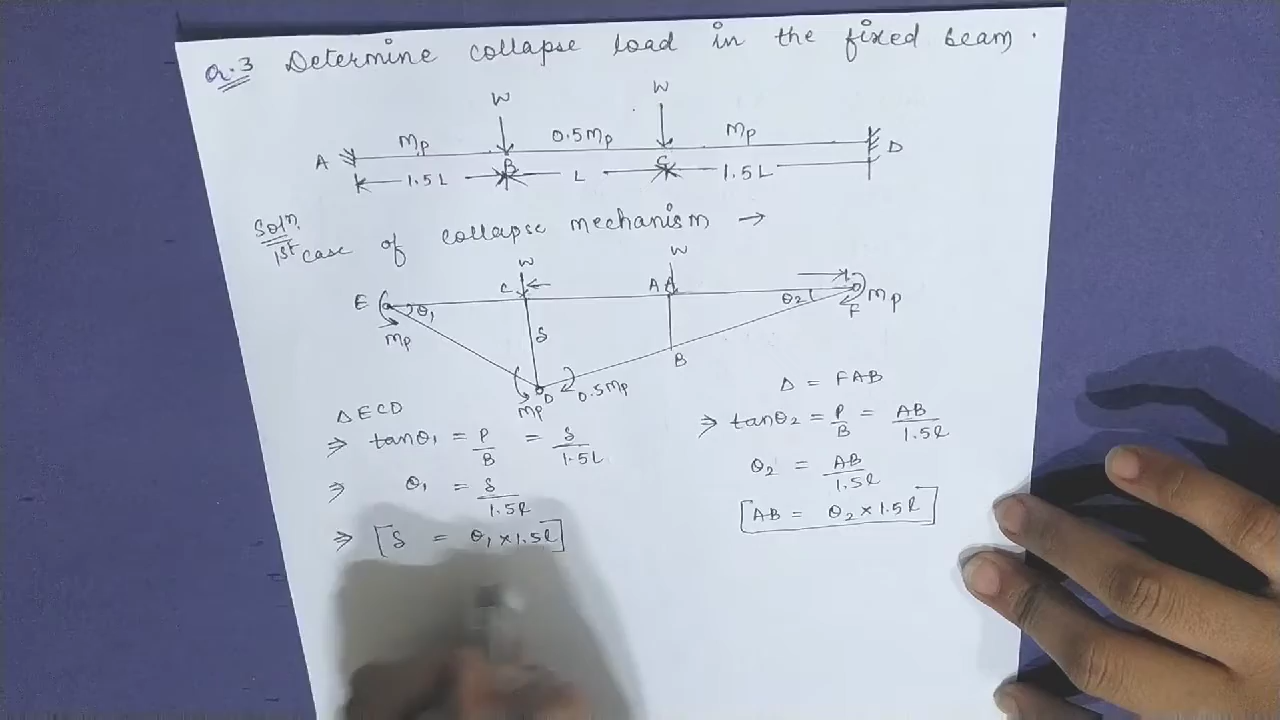 Q.3 Determine collapse load in the fixed beam.
W W
A Mp 0.5Mp Mp D
B C
1.5L L 1.5L
Soln.
1st case of collapse mechanism →
W W
E C A F
θ1 θ2 Mp
Mp δ
B
D 0.5Mp
Mp
Δ ECD
⇒ tanθ1 = P/B = δ/1.5L
⇒ θ1 = δ/1.5l
⇒ [δ = θ1 × 1.5l]
Δ = FAB
⇒ tanθ2 = P/B = AB/1.5l
θ2 = AB/1.5l
[AB = θ2 × 1.5l]